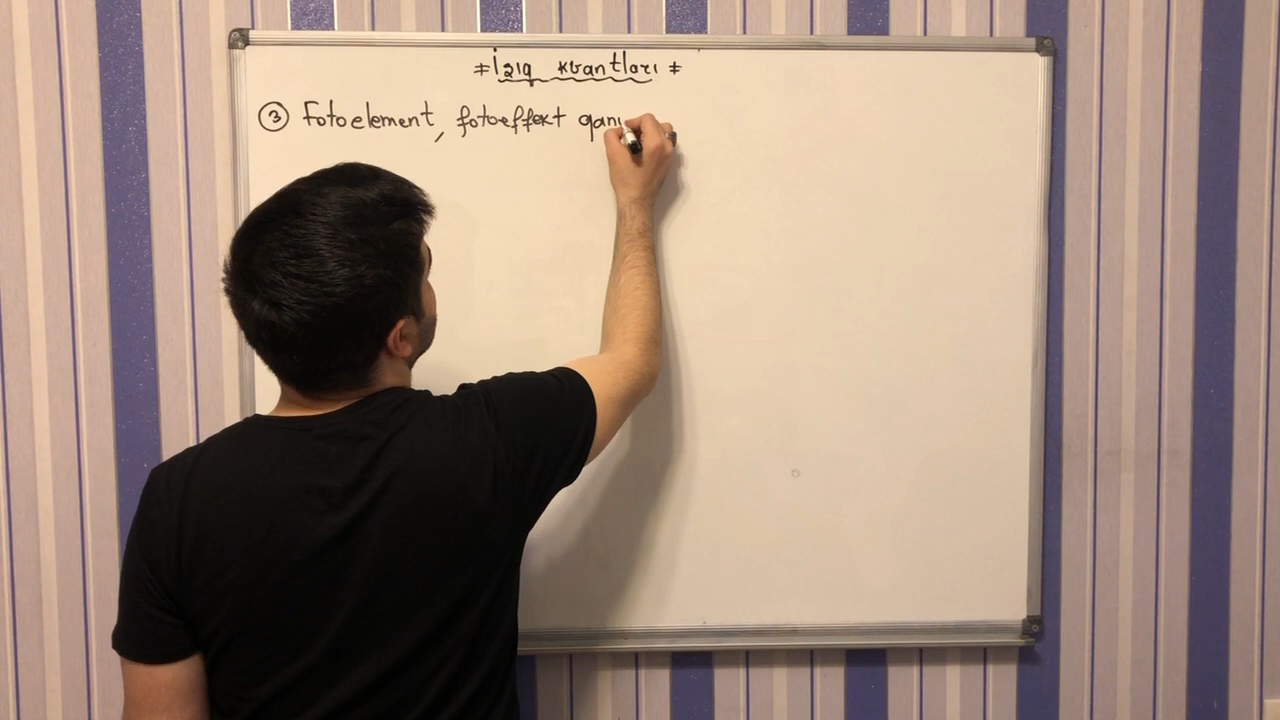 ≠ İşıq kvantları ≠
③ Fotoelement, fotoeffekt qanu